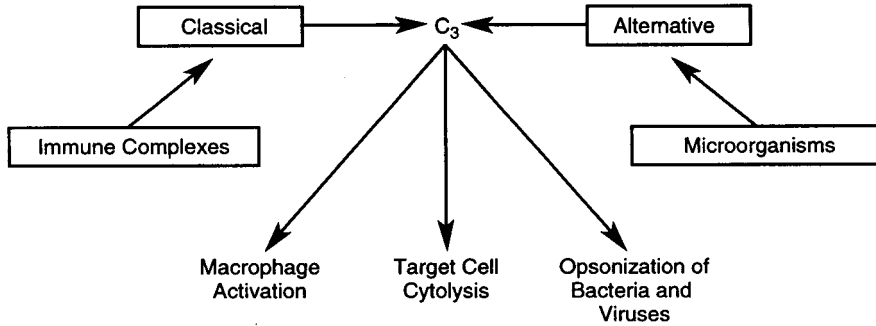 Classical
C₃
Alternative
Immune Complexes
Microorganisms
Macrophage
Activation
Target Cell
Cytolysis
Opsonization of
Bacteria and
Viruses